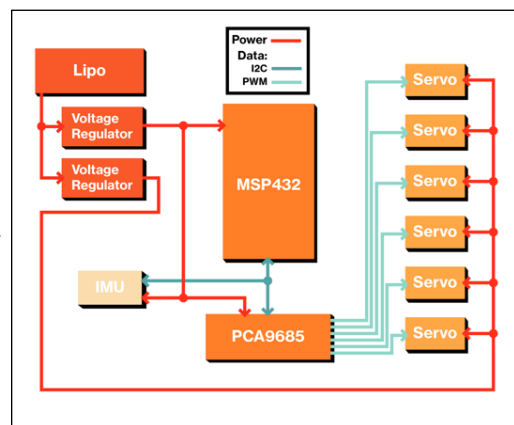 Power
Data:
I2C
PWM
Lipo
Voltage
Regulator
Voltage
Regulator
MSP432
IMU
PCA9685
Servo
Servo
Servo
Servo
Servo
Servo